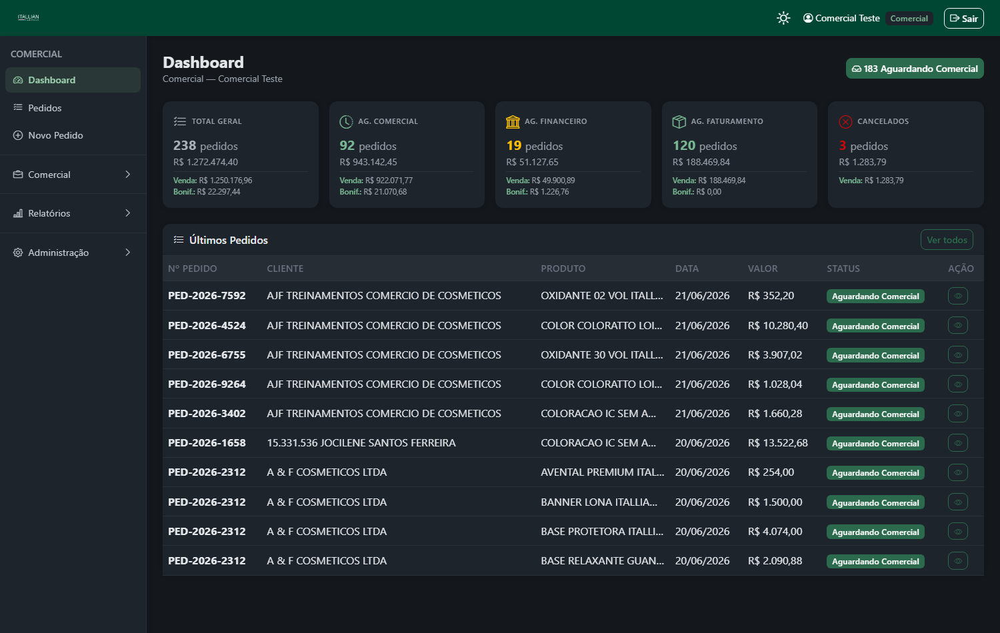 ITALLIAN
Comercial Teste Comercial Sair
COMERCIAL
Dashboard
Pedidos
Novo Pedido
Comercial
Relatórios
Administração
Dashboard
Comercial — Comercial Teste
183 Aguardando Comercial
TOTAL GERAL
238 pedidos
R$ 1.272.474,40
Venda: R$ 1.250.176,96
Bonif.: R$ 22.297,44
AG. COMERCIAL
92 pedidos
R$ 943.142,45
Venda: R$ 922.071,77
Bonif.: R$ 21.070,68
AG. FINANCEIRO
19 pedidos
R$ 51.127,65
Venda: R$ 49.900,89
Bonif.: R$ 1.226,76
AG. FATURAMENTO
120 pedidos
R$ 188.469,84
Venda: R$ 188.469,84
Bonif.: R$ 0,00
CANCELADOS
3 pedidos
R$ 1.283,79
Venda: R$ 1.283,79
Últimos Pedidos
Ver todos
Nº PEDIDO CLIENTE PRODUTO DATA VALOR STATUS AÇÃO
PED-2026-7592 AJF TREINAMENTOS COMERCIO DE COSMETICOS OXIDANTE 02 VOL ITALL... 21/06/2026 R$ 352,20 Aguardando Comercial
PED-2026-4524 AJF TREINAMENTOS COMERCIO DE COSMETICOS COLOR COLORATTO LOI... 21/06/2026 R$ 10.280,40 Aguardando Comercial
PED-2026-6755 AJF TREINAMENTOS COMERCIO DE COSMETICOS OXIDANTE 30 VOL ITALL... 21/06/2026 R$ 3.907,02 Aguardando Comercial
PED-2026-9264 AJF TREINAMENTOS COMERCIO DE COSMETICOS COLOR COLORATTO LOI... 21/06/2026 R$ 1.028,04 Aguardando Comercial
PED-2026-3402 AJF TREINAMENTOS COMERCIO DE COSMETICOS COLORACAO IC SEM A... 21/06/2026 R$ 1.660,28 Aguardando Comercial
PED-2026-1658 15.331.536 JOCILENE SANTOS FERREIRA COLORACAO IC SEM A... 20/06/2026 R$ 13.522,68 Aguardando Comercial
PED-2026-2312 A & F COSMETICOS LTDA AVENTAL PREMIUM ITAL... 20/06/2026 R$ 254,00 Aguardando Comercial
PED-2026-2312 A & F COSMETICOS LTDA BANNER LONA ITALLIA... 20/06/2026 R$ 1.500,00 Aguardando Comercial
PED-2026-2312 A & F COSMETICOS LTDA BASE PROTETORA ITALLI... 20/06/2026 R$ 4.074,00 Aguardando Comercial
PED-2026-2312 A & F COSMETICOS LTDA BASE RELAXANTE GUAN... 20/06/2026 R$ 2.090,88 Aguardando Comercial